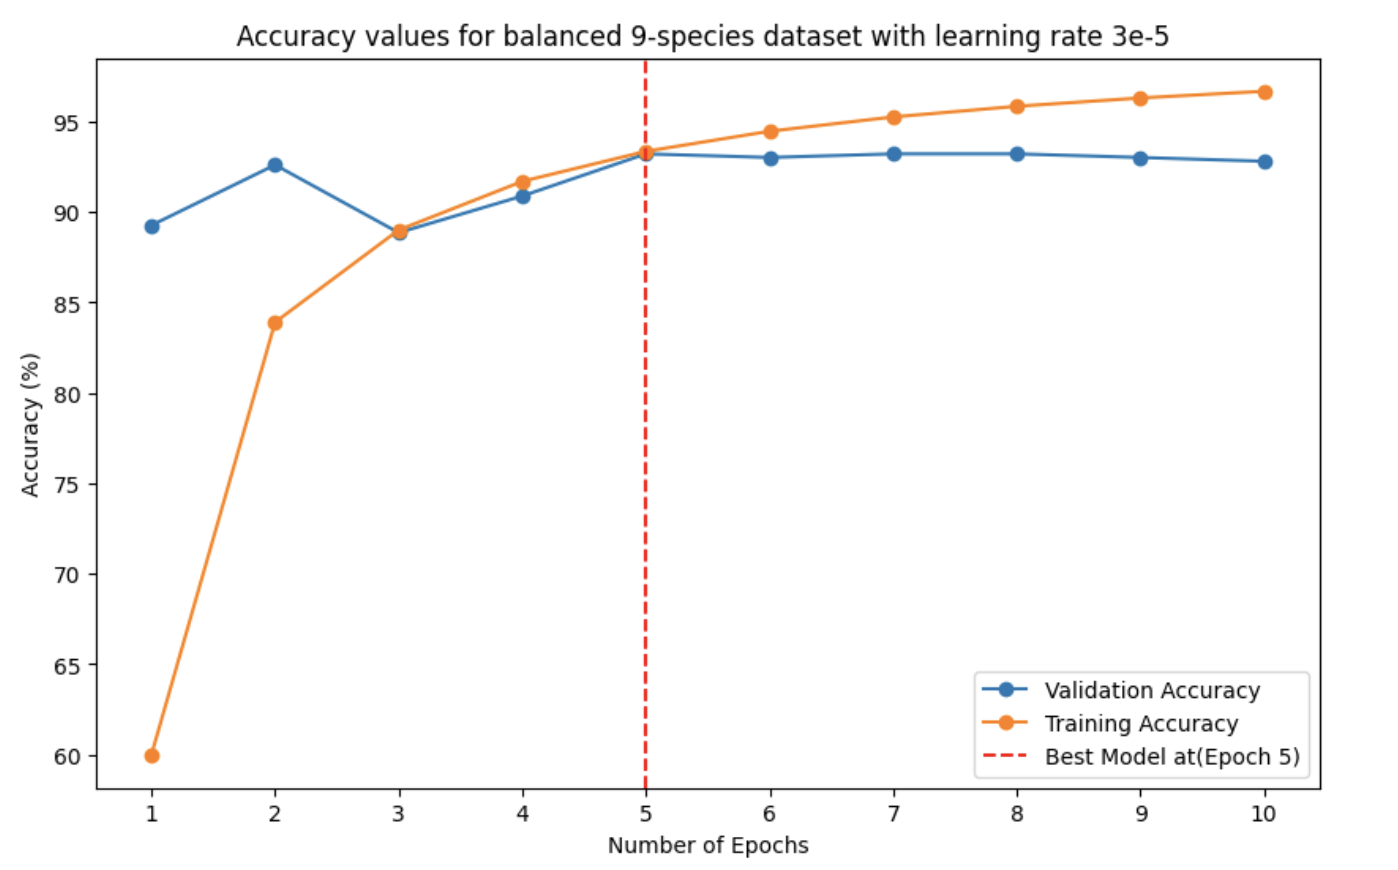 Accuracy values for balanced 9-species dataset with learning rate 3e-5
Accuracy (%)
95
90
85
80
75
70
65
60
1 2 3 4 5 6 7 8 9 10
Number of Epochs
Validation Accuracy
Training Accuracy
Best Model at(Epoch 5)